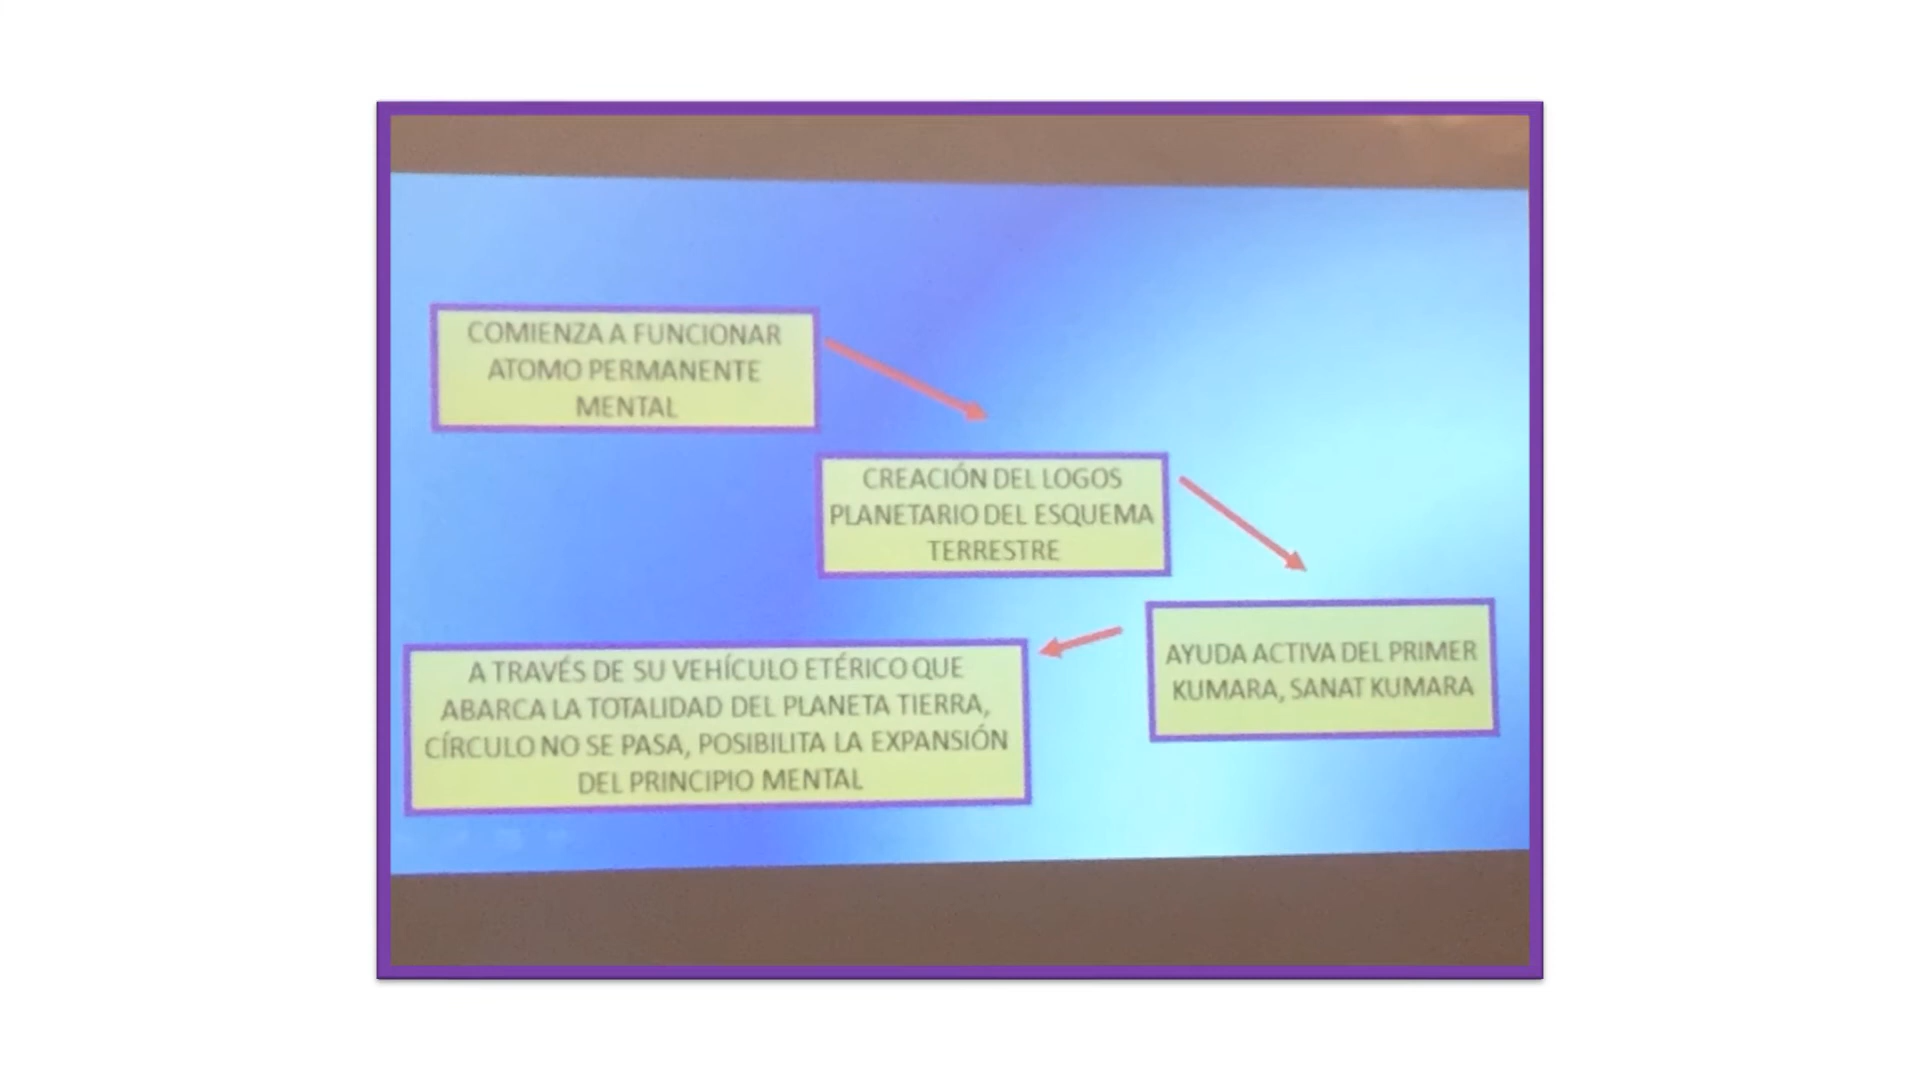 COMIENZA A FUNCIONAR
ATOMO PERMANENTE
MENTAL
CREACIÓN DEL LOGOS
PLANETARIO DEL ESQUEMA
TERRESTRE
AYUDA ACTIVA DEL PRIMER
KUMARA, SANAT KUMARA
A TRAVÉS DE SU VEHÍCULO ETÉRICO QUE
ABARCA LA TOTALIDAD DEL PLANETA TIERRA,
CÍRCULO NO SE PASA, POSIBILITA LA EXPANSIÓN
DEL PRINCIPIO MENTAL